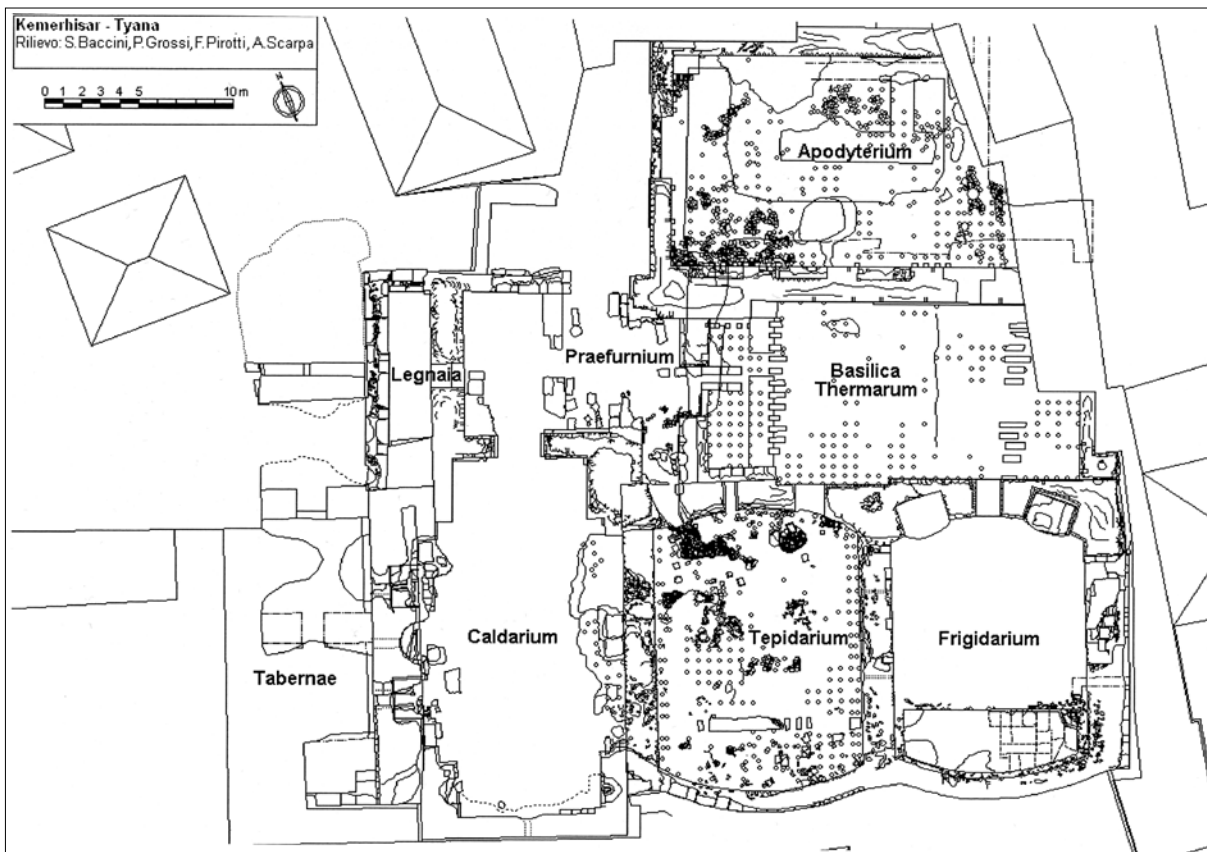 Kemerhisar - Tyana
Rilievo: S.Baccini, P.Grossi, F.Pirotti, A.Scarpa
N
0 1 2 3 4 5 10 m
Apodyterium
Praefurnium
Legnaia
Basilica
Thermarum
Caldarium
Tepidarium
Frigidarium
Tabernae